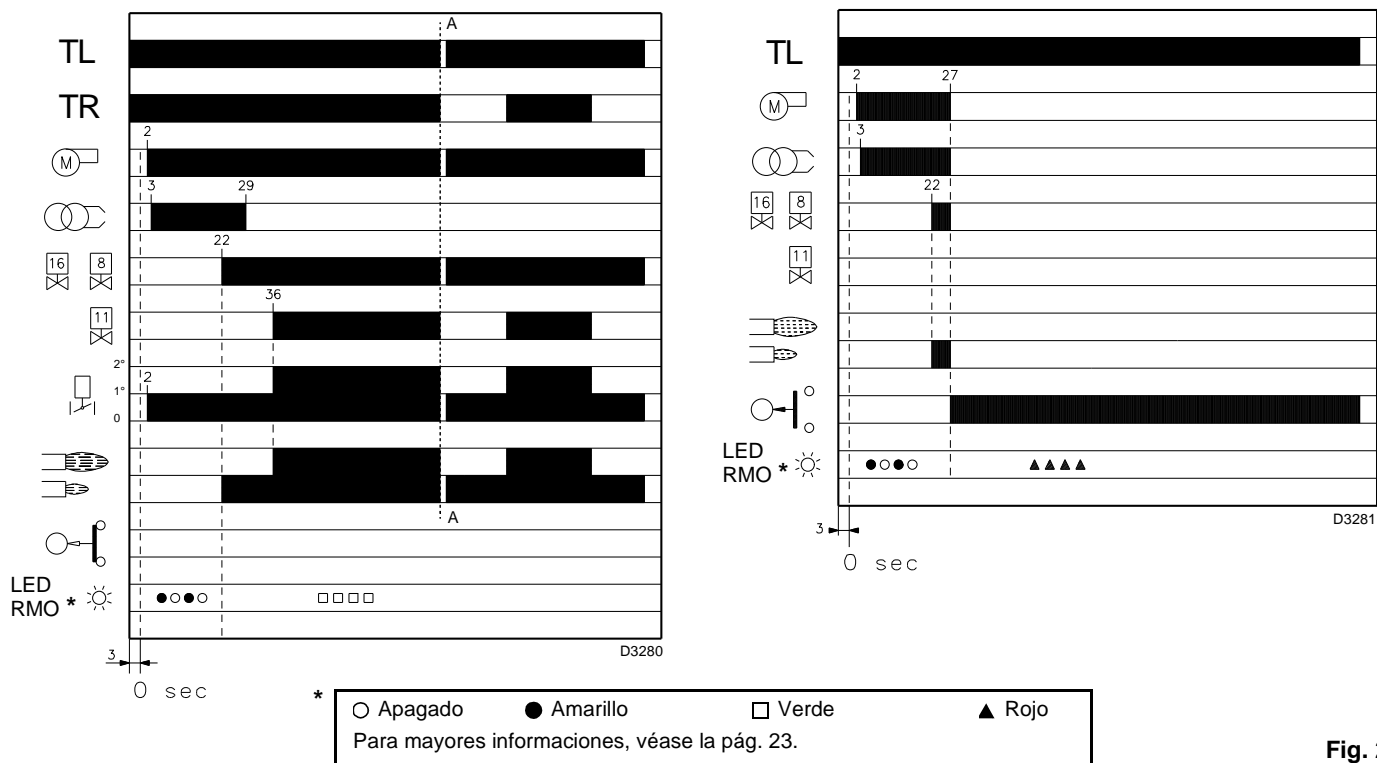 A
TL
TR
2
M
3 29
22
16 8
36
11
2°
1°
0
2
A
LED
RMO *
D3280
3
0 sec
TL
2 27
M
3
22
16 8
11
LED
RMO *
D3281
3
0 sec
*
Apagado Amarillo Verde Rojo
Para mayores informaciones, véase la pág. 23.
Fig.